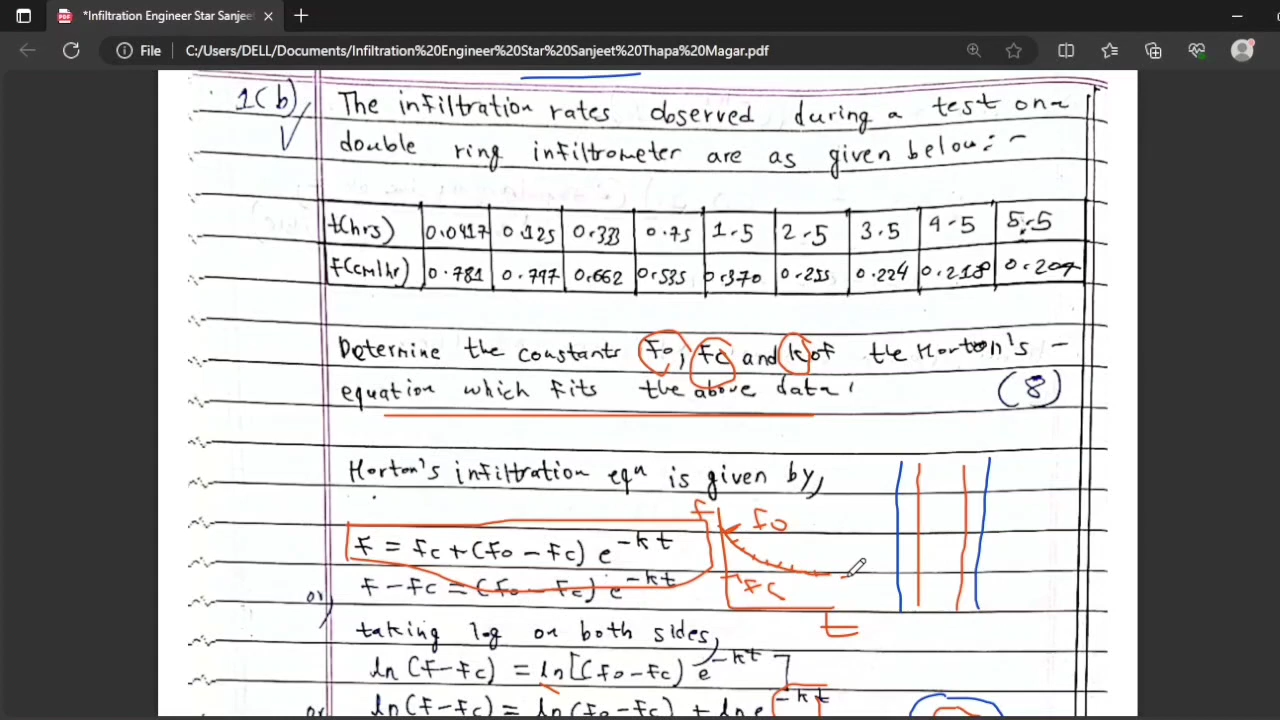 *Infiltration Engineer Star Sanjee
File
C:/Users/DELL/Documents/Infiltration%20Engineer%20Star%20Sanjeet%20Thapa%20Magar.pdf
1(b) The infiltration rates observed during a test on a
double ring infiltrometer are as given below:-
t(hrs) 0.0417 0.125 0.333 0.75 1.5 2.5 3.5 4.5 5.5
f(cm/hr) 0.781 0.747 0.662 0.535 0.370 0.255 0.224 0.218 0.207
Determine the constants fo, fc and k of the Horton's -
equation which fits the above data. (8)
Horton's infiltration eqn is given by,
f fo
f = fc + (fo - fc) e^-kt
fc
or, f - fc = (fo - fc) e^-kt
t
taking log on both sides,
ln (f-fc) = ln [(fo-fc) e^-kt]
or ln (f-fc) = ln (fo-fc) + ln e^-kt